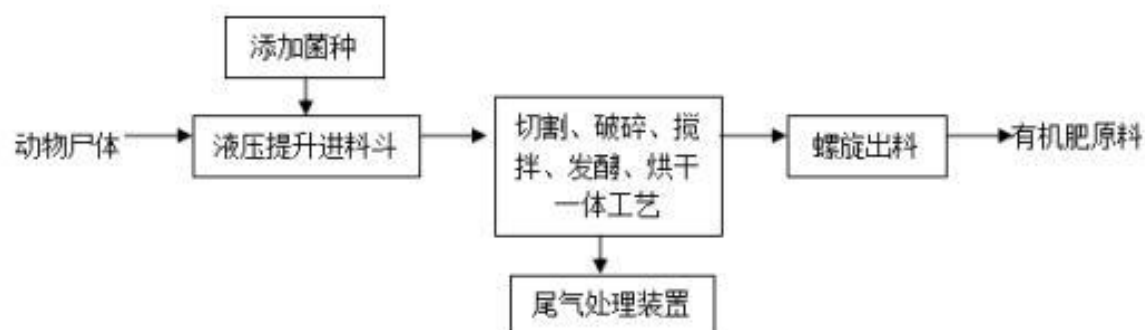 添加菌种
动物尸体
液压提升进料斗
切割、破碎、搅
拌、发酵、烘干
一体工艺
螺旋出料
有机肥原料
尾气处理装置